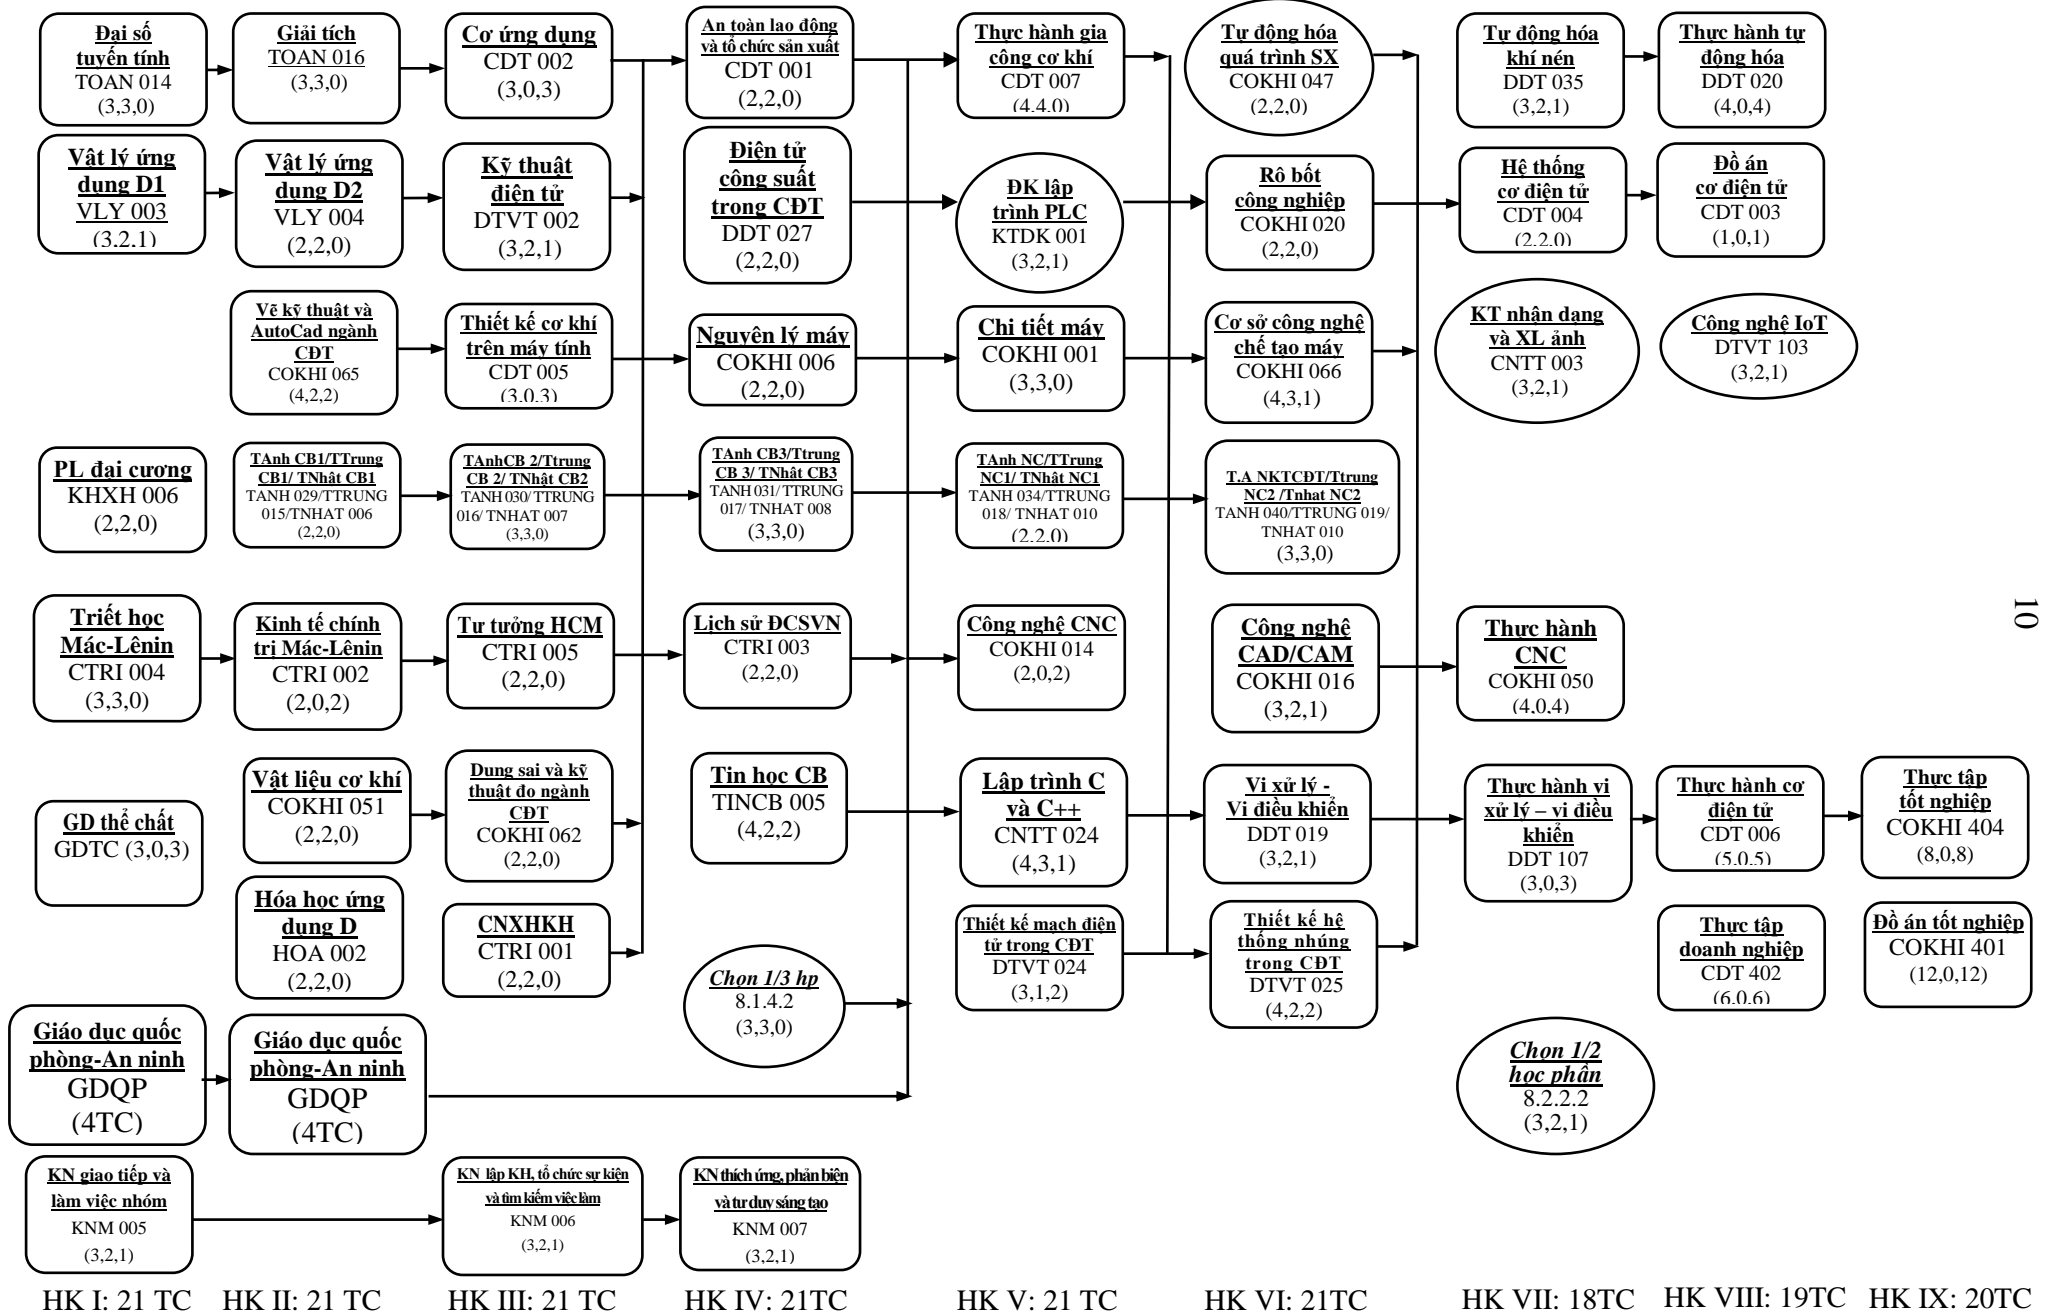 Đại số
tuyến tính
TOAN 014
(3,3,0)
Giải tích
TOAN 016
(3,3,0)
Cơ ứng dụng
CDT 002
(3,0,3)
An toàn lao động
và tổ chức sản xuất
CDT 001
(2,2,0)
Thực hành gia
công cơ khí
CDT 007
(4,4,0)
Tự động hóa
quá trình SX
COKHI 047
(2,2,0)
Tự động hóa
khí nén
DDT 035
(3,2,1)
Thực hành tự
động hóa
DDT 020
(4,0,4)
Vật lý ứng
dụng D1
VLY 003
(3,2,1)
Vật lý ứng
dụng D2
VLY 004
(2,2,0)
Kỹ thuật
điện tử
DTVT 002
(3,2,1)
Điện tử
công suất
trong CĐT
DDT 027
(2,2,0)
ĐK lập
trình PLC
KTDK 001
(3,2,1)
Rô bốt
công nghiệp
COKHI 020
(2,2,0)
Hệ thống
cơ điện tử
CDT 004
(2,2,0)
Đồ án
cơ điện tử
CDT 003
(1,0,1)
Vẽ kỹ thuật và
AutoCad ngành
CĐT
COKHI 065
(4,2,2)
Thiết kế cơ khí
trên máy tính
CDT 005
(3,0,3)
Nguyên lý máy
COKHI 006
(2,2,0)
Chi tiết máy
COKHI 001
(3,3,0)
Cơ sở công nghệ
chế tạo máy
COKHI 066
(4,3,1)
KT nhận dạng
và XL ảnh
CNTT 003
(3,2,1)
Công nghệ IoT
DTVT 103
(3,2,1)
PL đại cương
KHXH 006
(2,2,0)
TAnh CB1/TTrung
CB1/ TNhật CB1
TANH 029/TTRUNG
015/TNHAT 006
(2,2,0)
TAnhCB 2/Ttrung
CB 2/ TNhật CB2
TANH 030/ TTRUNG
016/ TNHAT 007
(3,3,0)
TAnh CB3/Ttrung
CB 3/ TNhật CB3
TANH 031/ TTRUNG
017/ TNHAT 008
(3,3,0)
TAnh NC/TTrung
NC1/ TNhật NC1
TANH 034/TTRUNG
018/ TNHAT 010
(2,2,0)
T.A NKTCĐT/Ttrung
NC2 /Tnhat NC2
TANH 040/TTRUNG 019/
TNHAT 010
(3,3,0)
Triết học
Mác-Lênin
CTRI 004
(3,3,0)
Kinh tế chính
trị Mác-Lênin
CTRI 002
(2,0,2)
Tư tưởng HCM
CTRI 005
(2,2,0)
Lịch sử ĐCSVN
CTRI 003
(2,2,0)
Công nghệ CNC
COKHI 014
(2,0,2)
Công nghệ
CAD/CAM
COKHI 016
(3,2,1)
Thực hành
CNC
COKHI 050
(4,0,4)
10
GD thể chất
GDTC (3,0,3)
Vật liệu cơ khí
COKHI 051
(2,2,0)
Dung sai và kỹ
thuật đo ngành
CĐT
COKHI 062
(2,2,0)
Tin học CB
TINCB 005
(4,2,2)
Lập trình C
và C++
CNTT 024
(4,3,1)
Vi xử lý -
Vi điều khiển
DDT 019
(3,2,1)
Thực hành vi
xử lý – vi điều
khiển
DDT 107
(3,0,3)
Thực hành cơ
điện tử
CDT 006
(5,0,5)
Thực tập
tốt nghiệp
COKHI 404
(8,0,8)
Hóa học ứng
dụng D
HOA 002
(2,2,0)
CNXHKH
CTRI 001
(2,2,0)
Chọn 1/3 hp
8.1.4.2
(3,3,0)
Thiết kế mạch điện
tử trong CĐT
DTVT 024
(3,1,2)
Thiết kế hệ
thống nhúng
trong CĐT
DTVT 025
(4,2,2)
Thực tập
doanh nghiệp
CDT 402
(6,0,6)
Đồ án tốt nghiệp
COKHI 401
(12,0,12)
Giáo dục quốc
phòng-An ninh
GDQP
(4TC)
Giáo dục quốc
phòng-An ninh
GDQP
(4TC)
Chọn 1/2
học phần
8.2.2.2
(3,2,1)
KN giao tiếp và
làm việc nhóm
KNM 005
(3,2,1)
KN lập KH, tổ chức sự kiện
và tìm kiếm việc làm
KNM 006
(3,2,1)
KN thích ứng, phản biện
và tư duy sáng tạo
KNM 007
(3,2,1)
HK I: 21 TC
HK II: 21 TC
HK III: 21 TC
HK IV: 21TC
HK V: 21 TC
HK VI: 21TC
HK VII: 18TC
HK VIII: 19TC
HK IX: 20TC